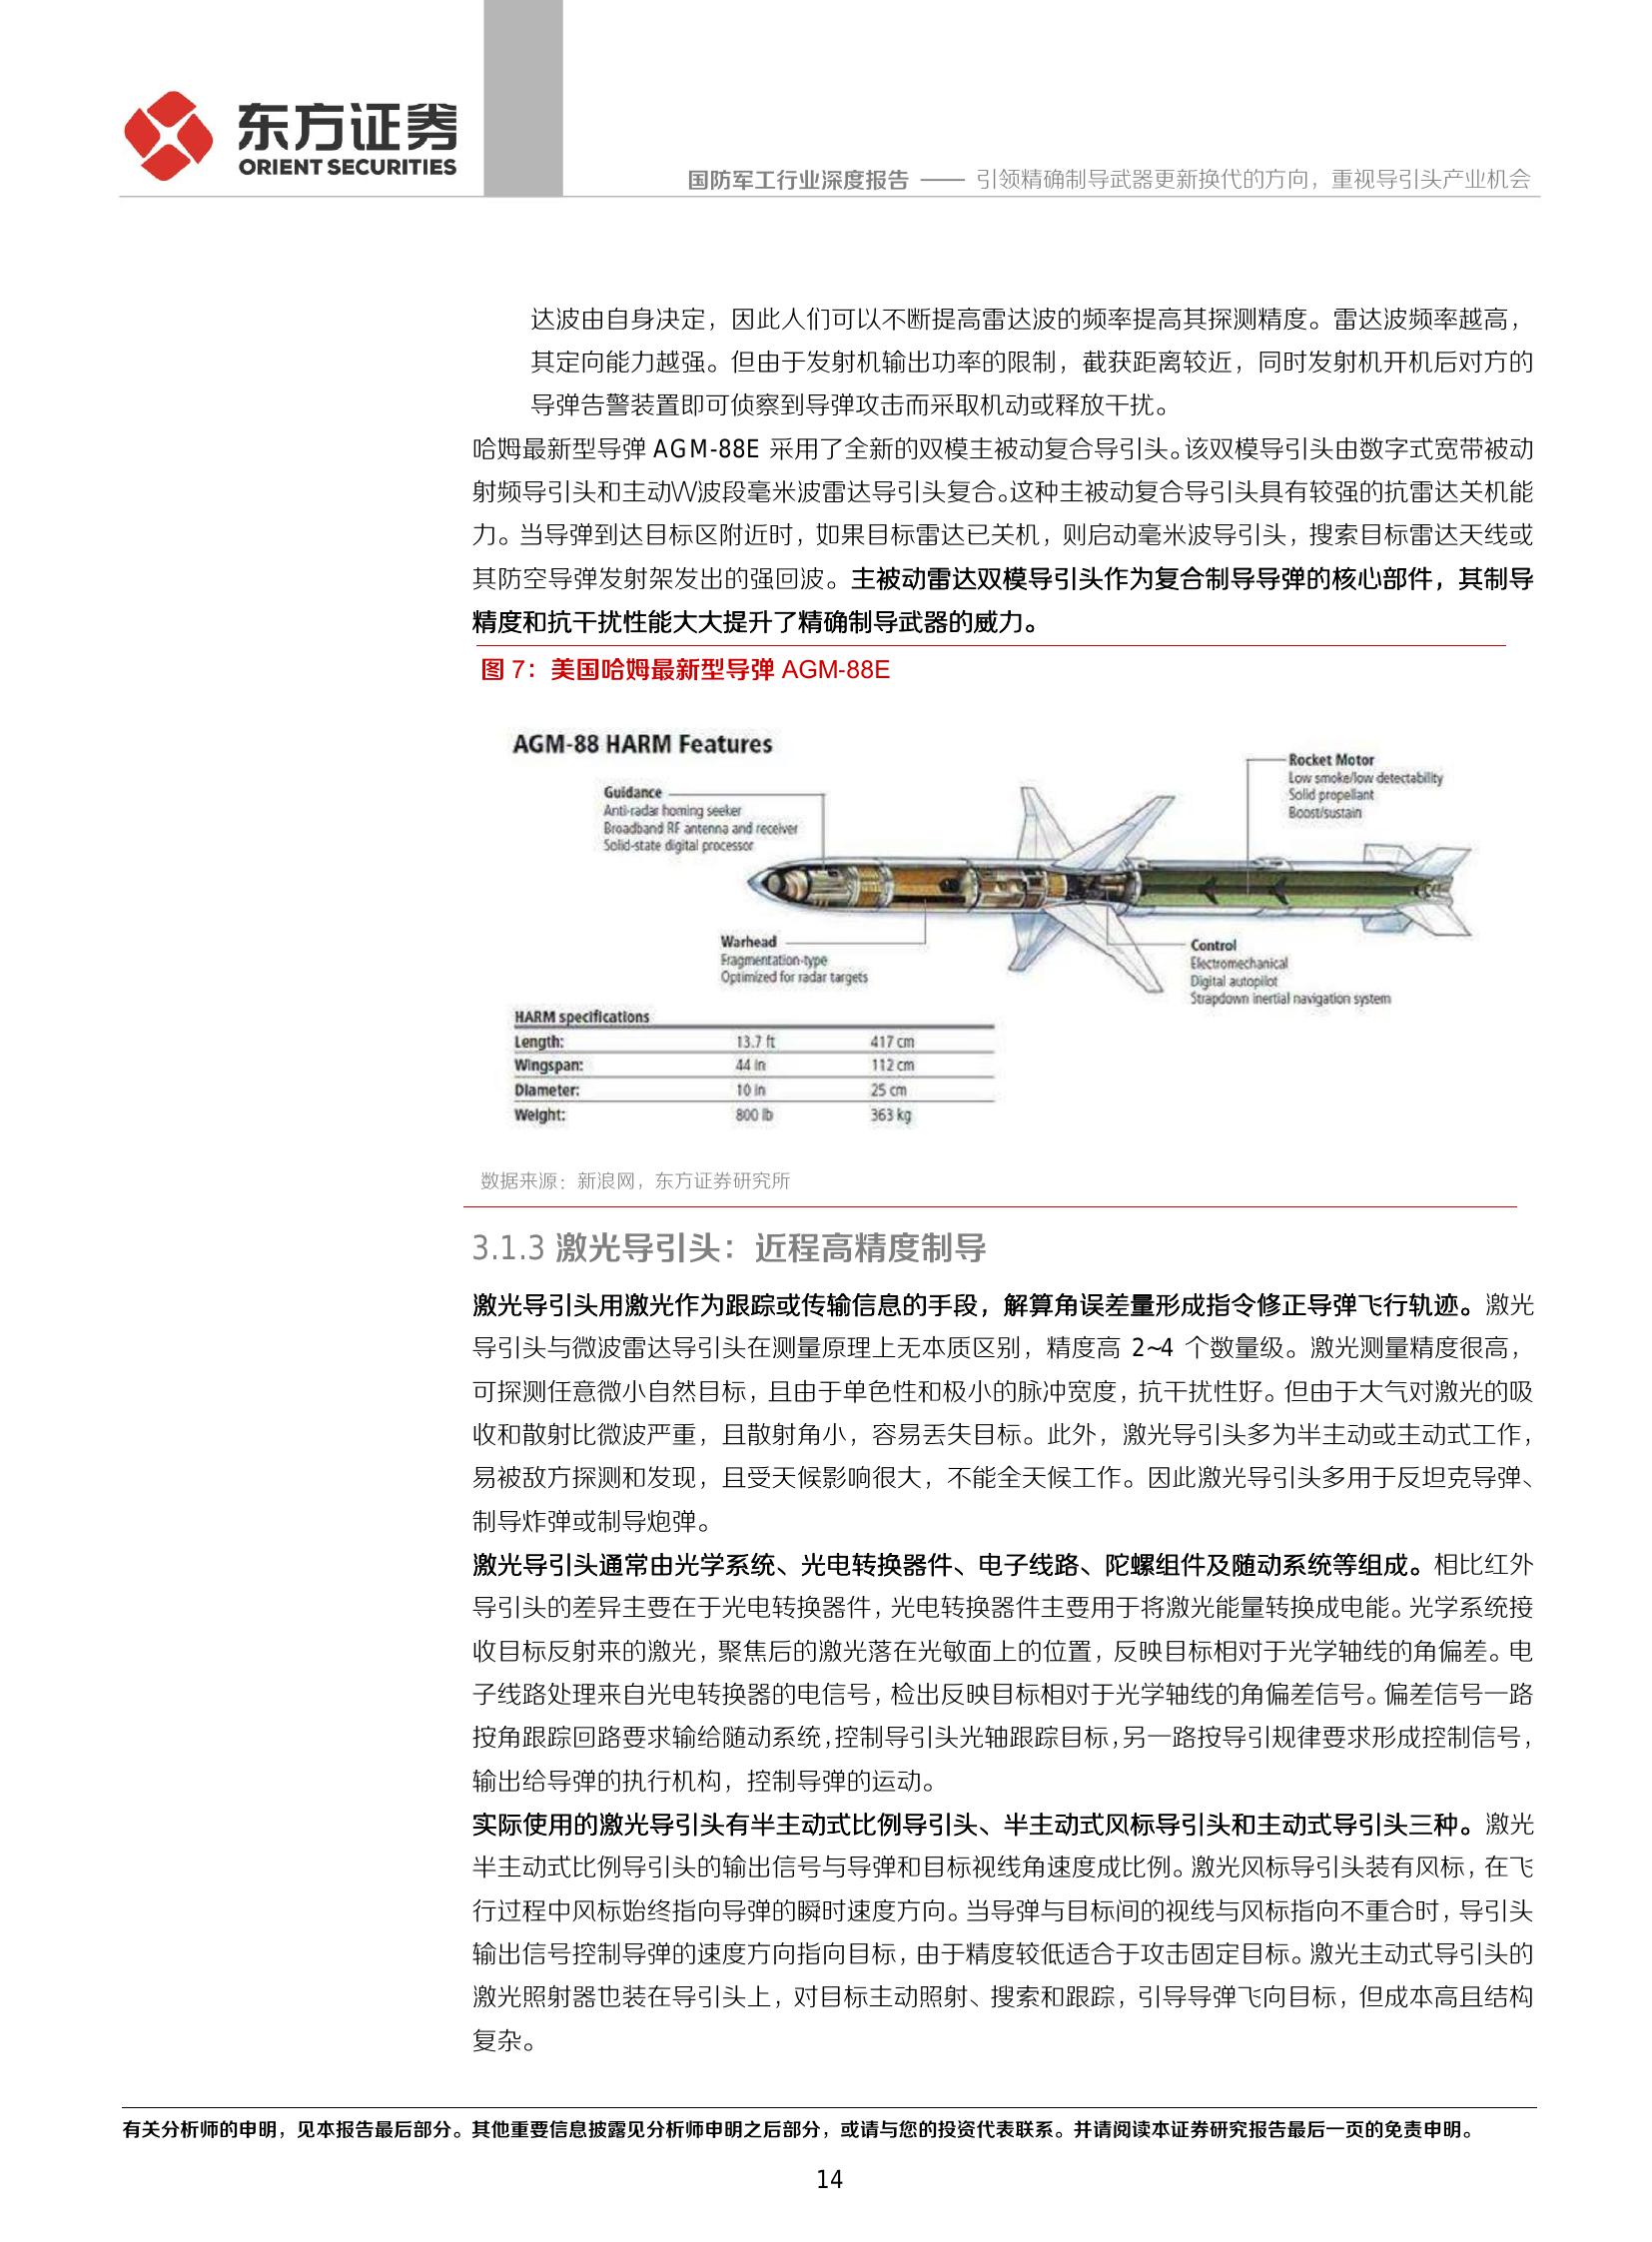 东方证券
ORIENT SECURITIES
国防军工行业深度报告 —— 引领精确制导武器更新换代的方向，重视导引头产业机会
达波由自身决定，因此人们可以不断提高雷达波的频率提高其探测精度。雷达波频率越高，
其定向能力越强。但由于发射机输出功率的限制，截获距离较近，同时发射机开机后对方的
导弹告警装置即可侦察到导弹攻击而采取机动或释放干扰。
哈姆最新型导弹 AGM-88E 采用了全新的双模主被动复合导引头。该双模导引头由数字式宽带被动
射频导引头和主动W波段毫米波雷达导引头复合。这种主被动复合导引头具有较强的抗雷达关机能
力。当导弹到达目标区附近时，如果目标雷达已关机，则启动毫米波导引头，搜索目标雷达天线或
其防空导弹发射架发出的强回波。主被动雷达双模导引头作为复合制导导弹的核心部件，其制导
精度和抗干扰性能大大提升了精确制导武器的威力。
图 7：美国哈姆最新型导弹 AGM-88E
AGM-88 HARM Features
Rocket Motor
Low smoke/low detectability
Solid propellant
Boost/sustain
Guidance
Anti-radar homing seeker
Broadband RF antenna and receiver
Solid-state digital processor
Warhead
Fragmentation-type
Optimized for radar targets
Control
Electromechanical
Digital autopilot
Strapdown inertial navigation system
HARM specifications
Length: 13.7 ft 417 cm
Wingspan: 44 in 112 cm
Diameter: 10 in 25 cm
Weight: 800 lb 363 kg
数据来源：新浪网，东方证券研究所
3.1.3 激光导引头：近程高精度制导
激光导引头用激光作为跟踪或传输信息的手段，解算角误差量形成指令修正导弹飞行轨迹。激光
导引头与微波雷达导引头在测量原理上无本质区别，精度高 2~4 个数量级。激光测量精度很高，
可探测任意微小自然目标，且由于单色性和极小的脉冲宽度，抗干扰性好。但由于大气对激光的吸
收和散射比微波严重，且散射角小，容易丢失目标。此外，激光导引头多为半主动或主动式工作，
易被敌方探测和发现，且受天候影响很大，不能全天候工作。因此激光导引头多用于反坦克导弹、
制导炸弹或制导炮弹。
激光导引头通常由光学系统、光电转换器件、电子线路、陀螺组件及随动系统等组成。相比红外
导引头的差异主要在于光电转换器件，光电转换器件主要用于将激光能量转换成电能。光学系统接
收目标反射来的激光，聚焦后的激光落在光敏面上的位置，反映目标相对于光学轴线的角偏差。电
子线路处理来自光电转换器的电信号，检出反映目标相对于光学轴线的角偏差信号。偏差信号一路
按角跟踪回路要求输给随动系统，控制导引头光轴跟踪目标，另一路按导引规律要求形成控制信号，
输出给导弹的执行机构，控制导弹的运动。
实际使用的激光导引头有半主动式比例导引头、半主动式风标导引头和主动式导引头三种。激光
半主动式比例导引头的输出信号与导弹和目标视线角速度成比例。激光风标导引头装有风标，在飞
行过程中风标始终指向导弹的瞬时速度方向。当导弹与目标间的视线与风标指向不重合时，导引头
输出信号控制导弹的速度方向指向目标，由于精度较低适合于攻击固定目标。激光主动式导引头的
激光照射器也装在导引头上，对目标主动照射、搜索和跟踪，引导导弹飞向目标，但成本高且结构
复杂。
有关分析师的申明，见本报告最后部分。其他重要信息披露见分析师申明之后部分，或请与您的投资代表联系。并请阅读本证券研究报告最后一页的免责申明。
14